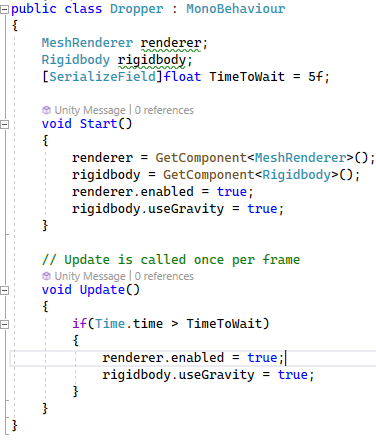 public class Dropper : MonoBehaviour
{
MeshRenderer renderer;
Rigidbody rigidbody;
[SerializeField]float TimeToWait = 5f;
Unity Message | 0 references
void Start()
{
renderer = GetComponent<MeshRenderer>();
rigidbody = GetComponent<Rigidbody>();
renderer.enabled = true;
rigidbody.useGravity = true;
}
// Update is called once per frame
Unity Message | 0 references
void Update()
{
if(Time.time > TimeToWait)
{
renderer.enabled = true;
rigidbody.useGravity = true;
}
}
}